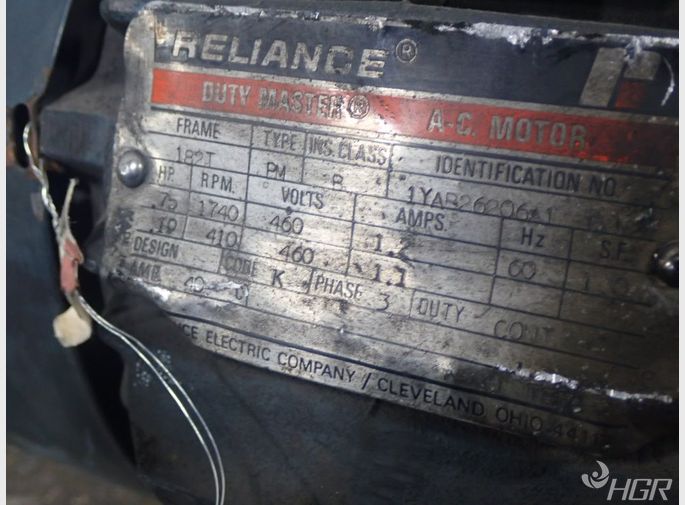 RELIANCE®
DUTY MASTER® A-C. MOTOR
FRAME TYPE INS.CLASS IDENTIFICATION NO.
182T PM B
HP RPM. VOLTS AMPS. Hz S.F.
.75 1740 460 1.2 60
.19 410 460 1.1
DESIGN CODE K PHASE 3 DUTY CONT
AMB 40
ELECTRIC COMPANY / CLEVELAND, OHIO
HGR